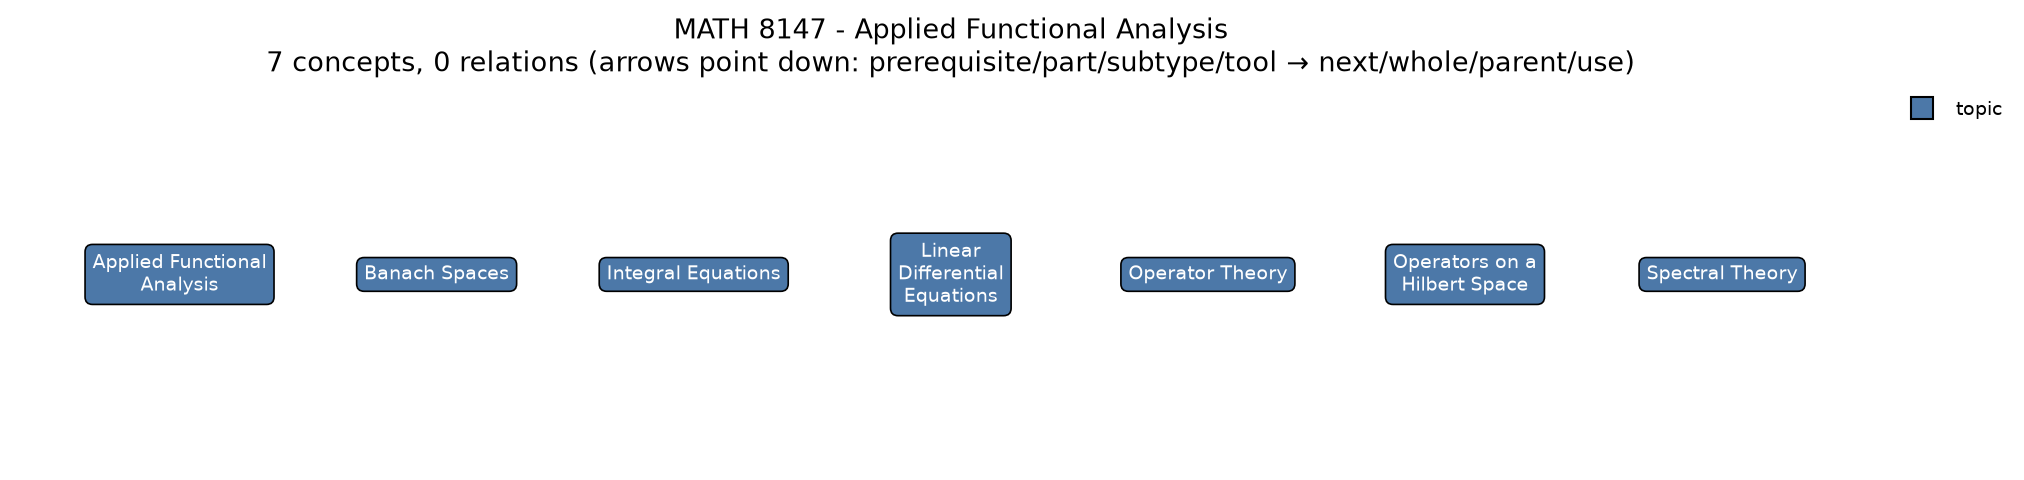 MATH 8147 - Applied Functional Analysis
7 concepts, 0 relations (arrows point down: prerequisite/part/subtype/tool → next/whole/parent/use)
topic
Applied Functional
Analysis
Banach Spaces
Integral Equations
Linear
Differential
Equations
Operator Theory
Operators on a
Hilbert Space
Spectral Theory